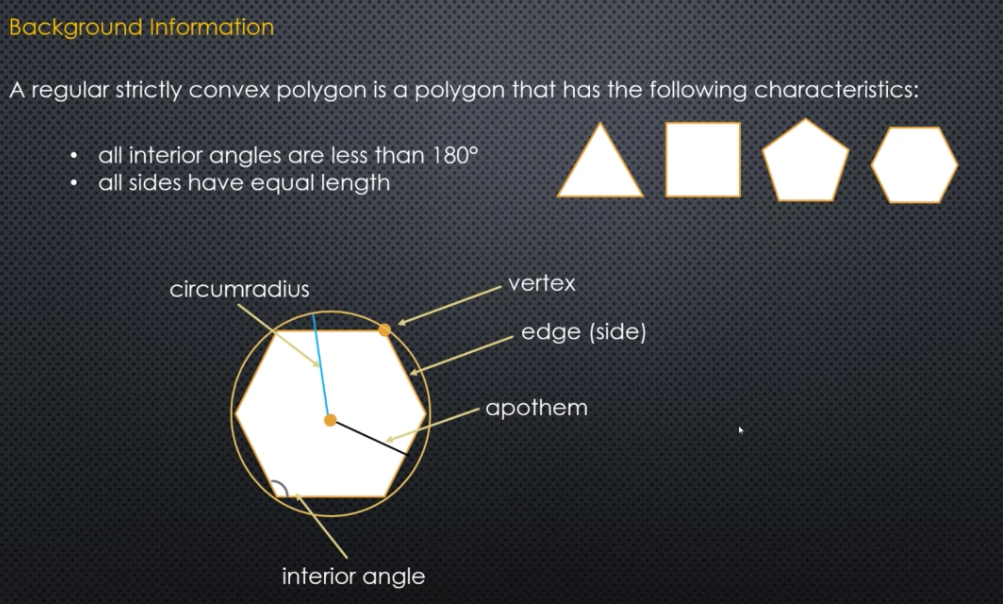 Background Information
A regular strictly convex polygon is a polygon that has the following characteristics:
• all interior angles are less than 180°
• all sides have equal length
circumradius
vertex
edge (side)
apothem
interior angle